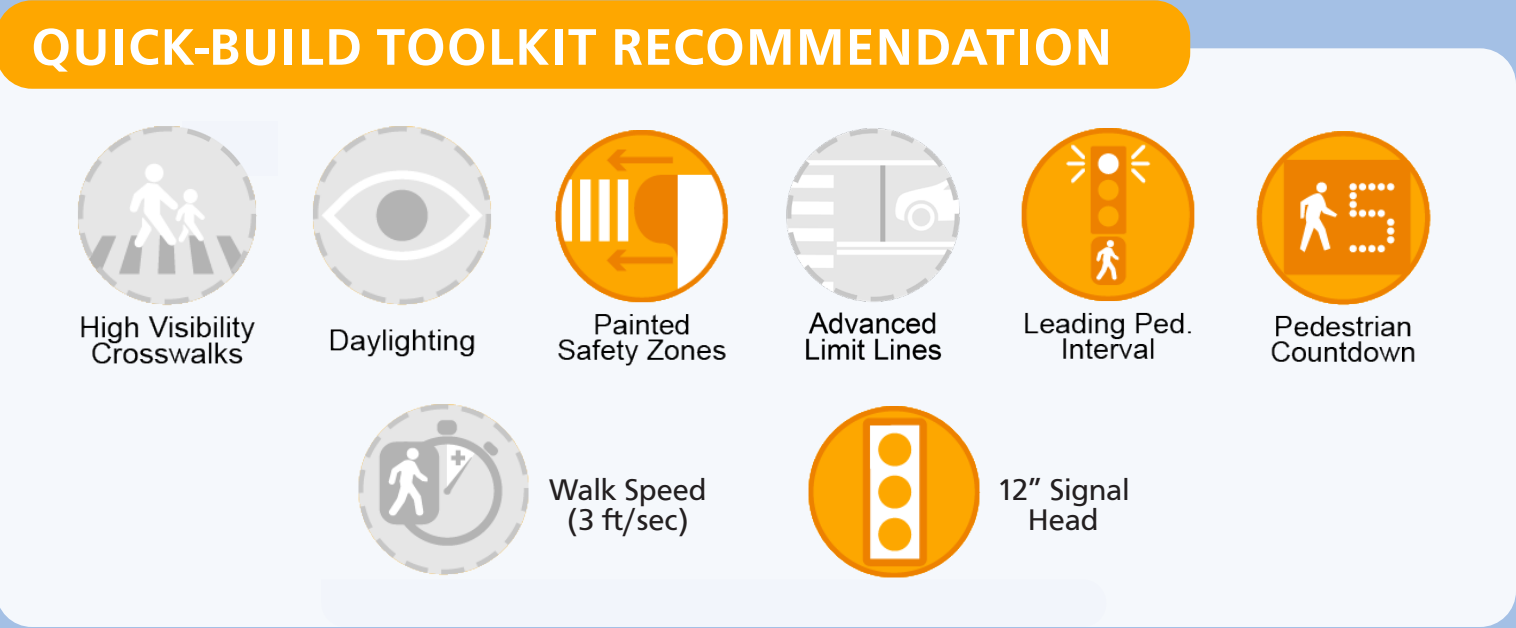 QUICK-BUILD TOOLKIT RECOMMENDATION
High Visibility
Crosswalks
Daylighting
Painted
Safety Zones
Advanced
Limit Lines
Leading Ped.
Interval
5
Pedestrian
Countdown
Walk Speed
(3 ft/sec)
12” Signal
Head